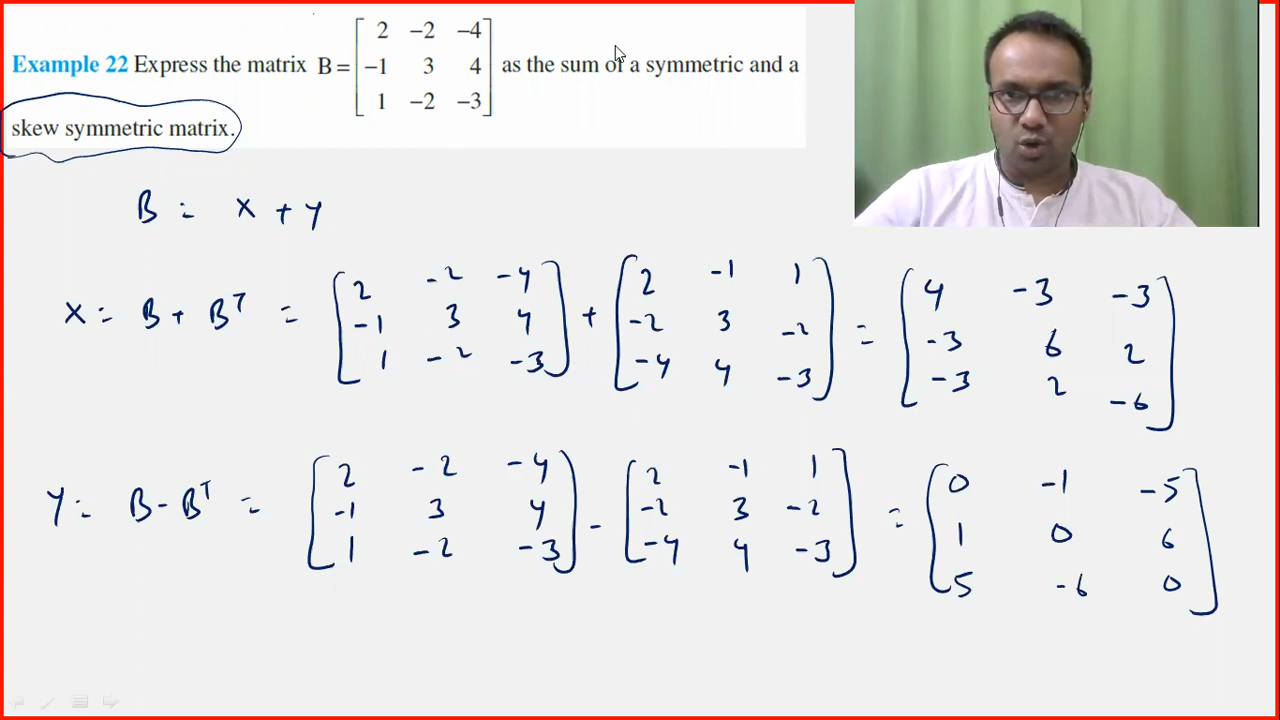 Example 22 Express the matrix B = [2 −2 −4; −1 3 4; 1 −2 −3] as the sum of a symmetric and a
skew symmetric matrix.
B = X + Y
X = B + Bᵀ = [2 -2 -4; -1 3 4; 1 -2 -3] + [2 -1 1; -2 3 -2; -4 4 -3] = [4 -3 -3; -3 6 2; -3 2 -6]
Y = B - Bᵀ = [2 -2 -4; -1 3 4; 1 -2 -3] - [2 -1 1; -2 3 -2; -4 4 -3] = [0 -1 -5; 1 0 6; 5 -6 0]